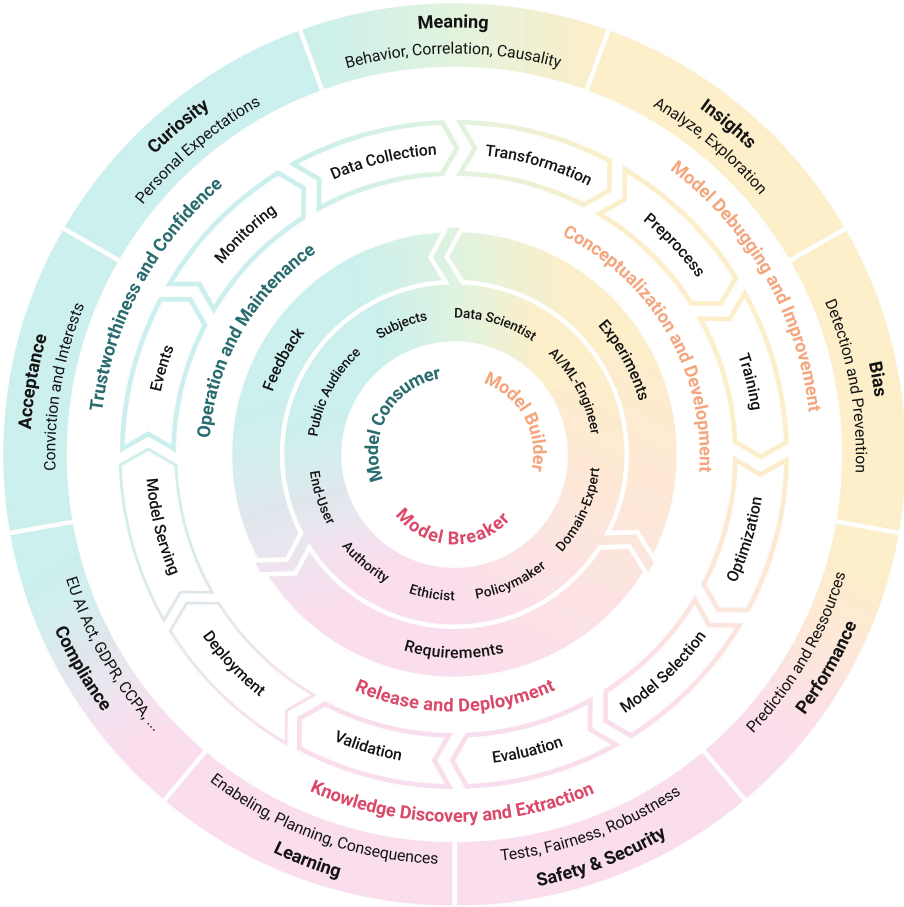 Meaning
Behavior, Correlation, Causality
Insights
Analyze, Exploration
Bias
Detection and Prevention
Performance
Prediction and Ressources
Safety & Security
Tests, Fairness, Robustness
Learning
Enabeling, Planning, Consequences
Compliance
EU AI Act, GDPR, CCPA, ...
Acceptance
Conviction and Interests
Curiosity
Personal Expectations
Trustworthiness and Confidence
Model Debugging and Improvement
Knowledge Discovery and Extraction
Data Collection
Transformation
Preprocess
Training
Optimization
Model Selection
Evaluation
Validation
Deployment
Model Serving
Events
Monitoring
Operation and Maintenance
Conceptualization and Development
Release and Deployment
Feedback
Experiments
Requirements
Subjects
Data Scientist
AI/ML-Engineer
Domain-Expert
Policymaker
Ethicist
Authority
End-User
Public Audience
Model Consumer
Model Builder
Model Breaker